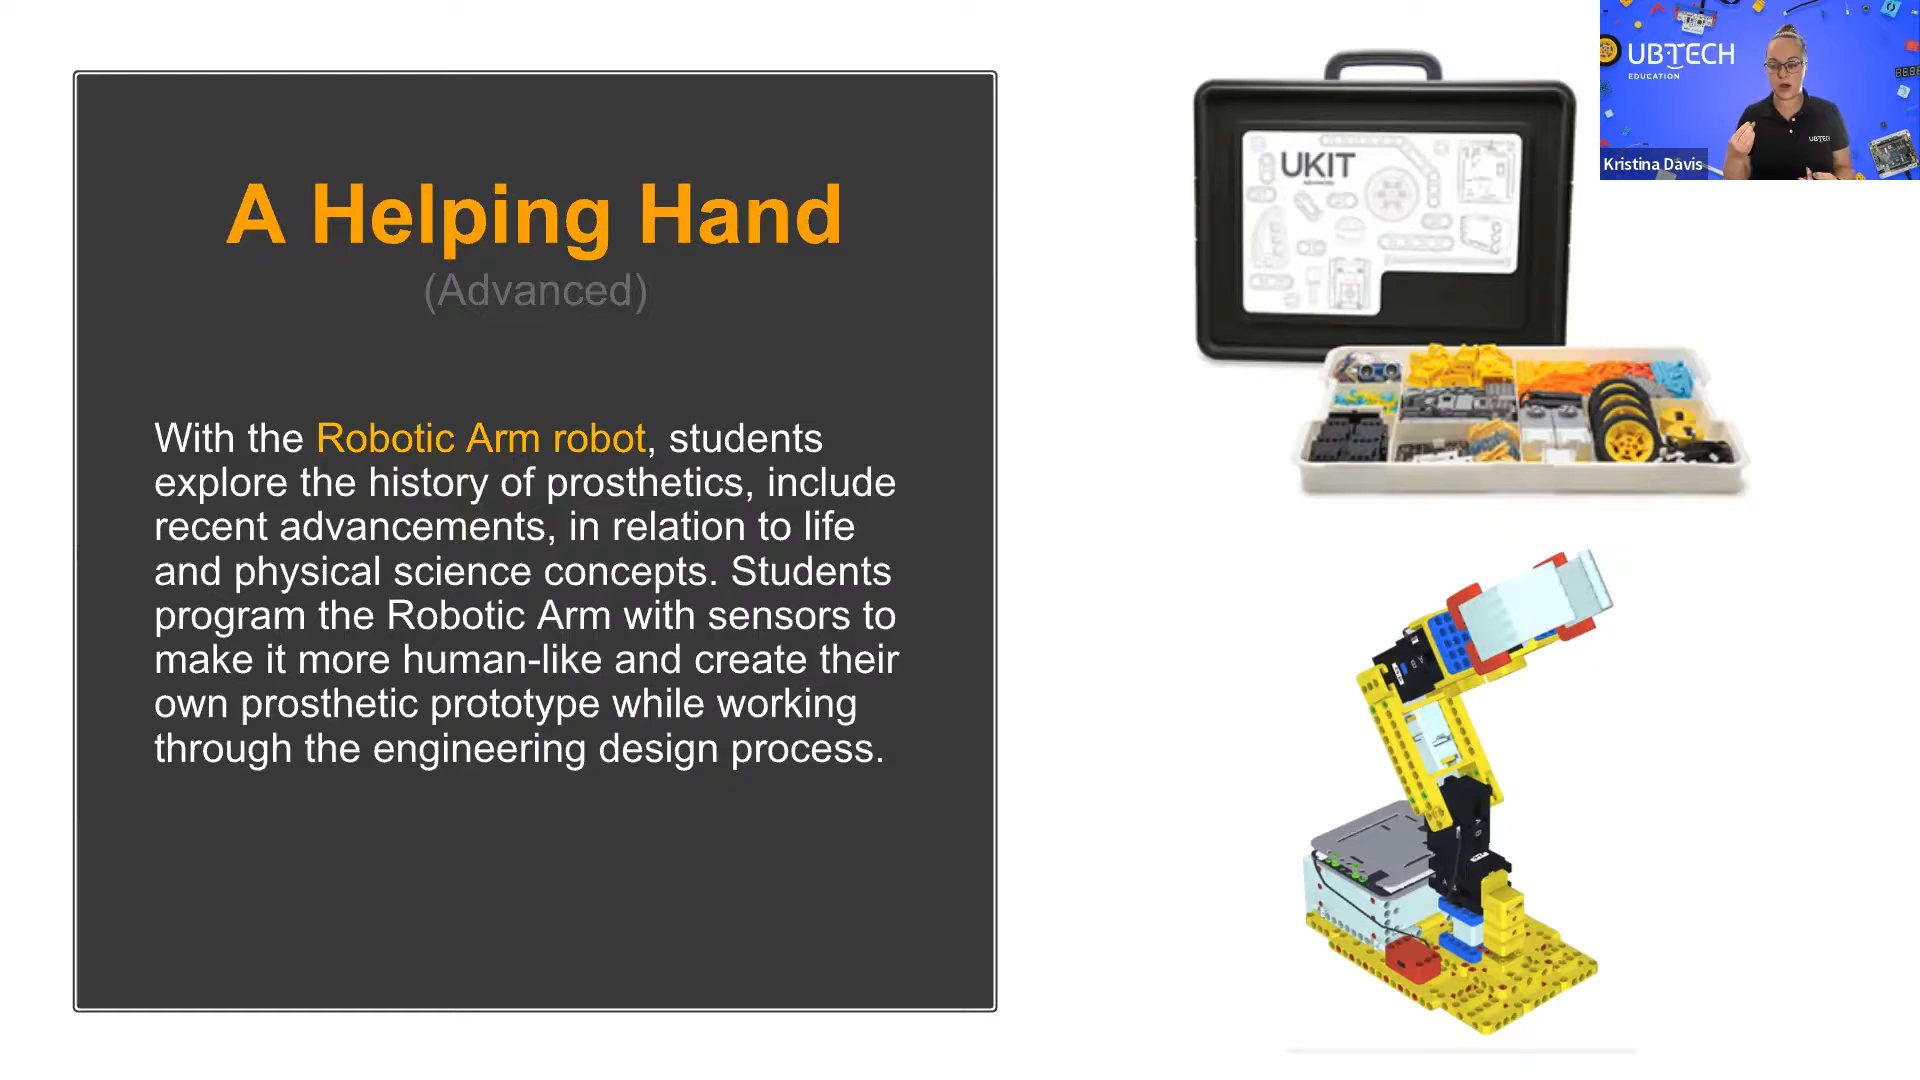 A Helping Hand
(Advanced)
With the Robotic Arm robot, students
explore the history of prosthetics, include
recent advancements, in relation to life
and physical science concepts. Students
program the Robotic Arm with sensors to
make it more human-like and create their
own prosthetic prototype while working
through the engineering design process.
UKIT
ADVANCED
UBTECH
EDUCATION
UBTECH
Kristina Davis